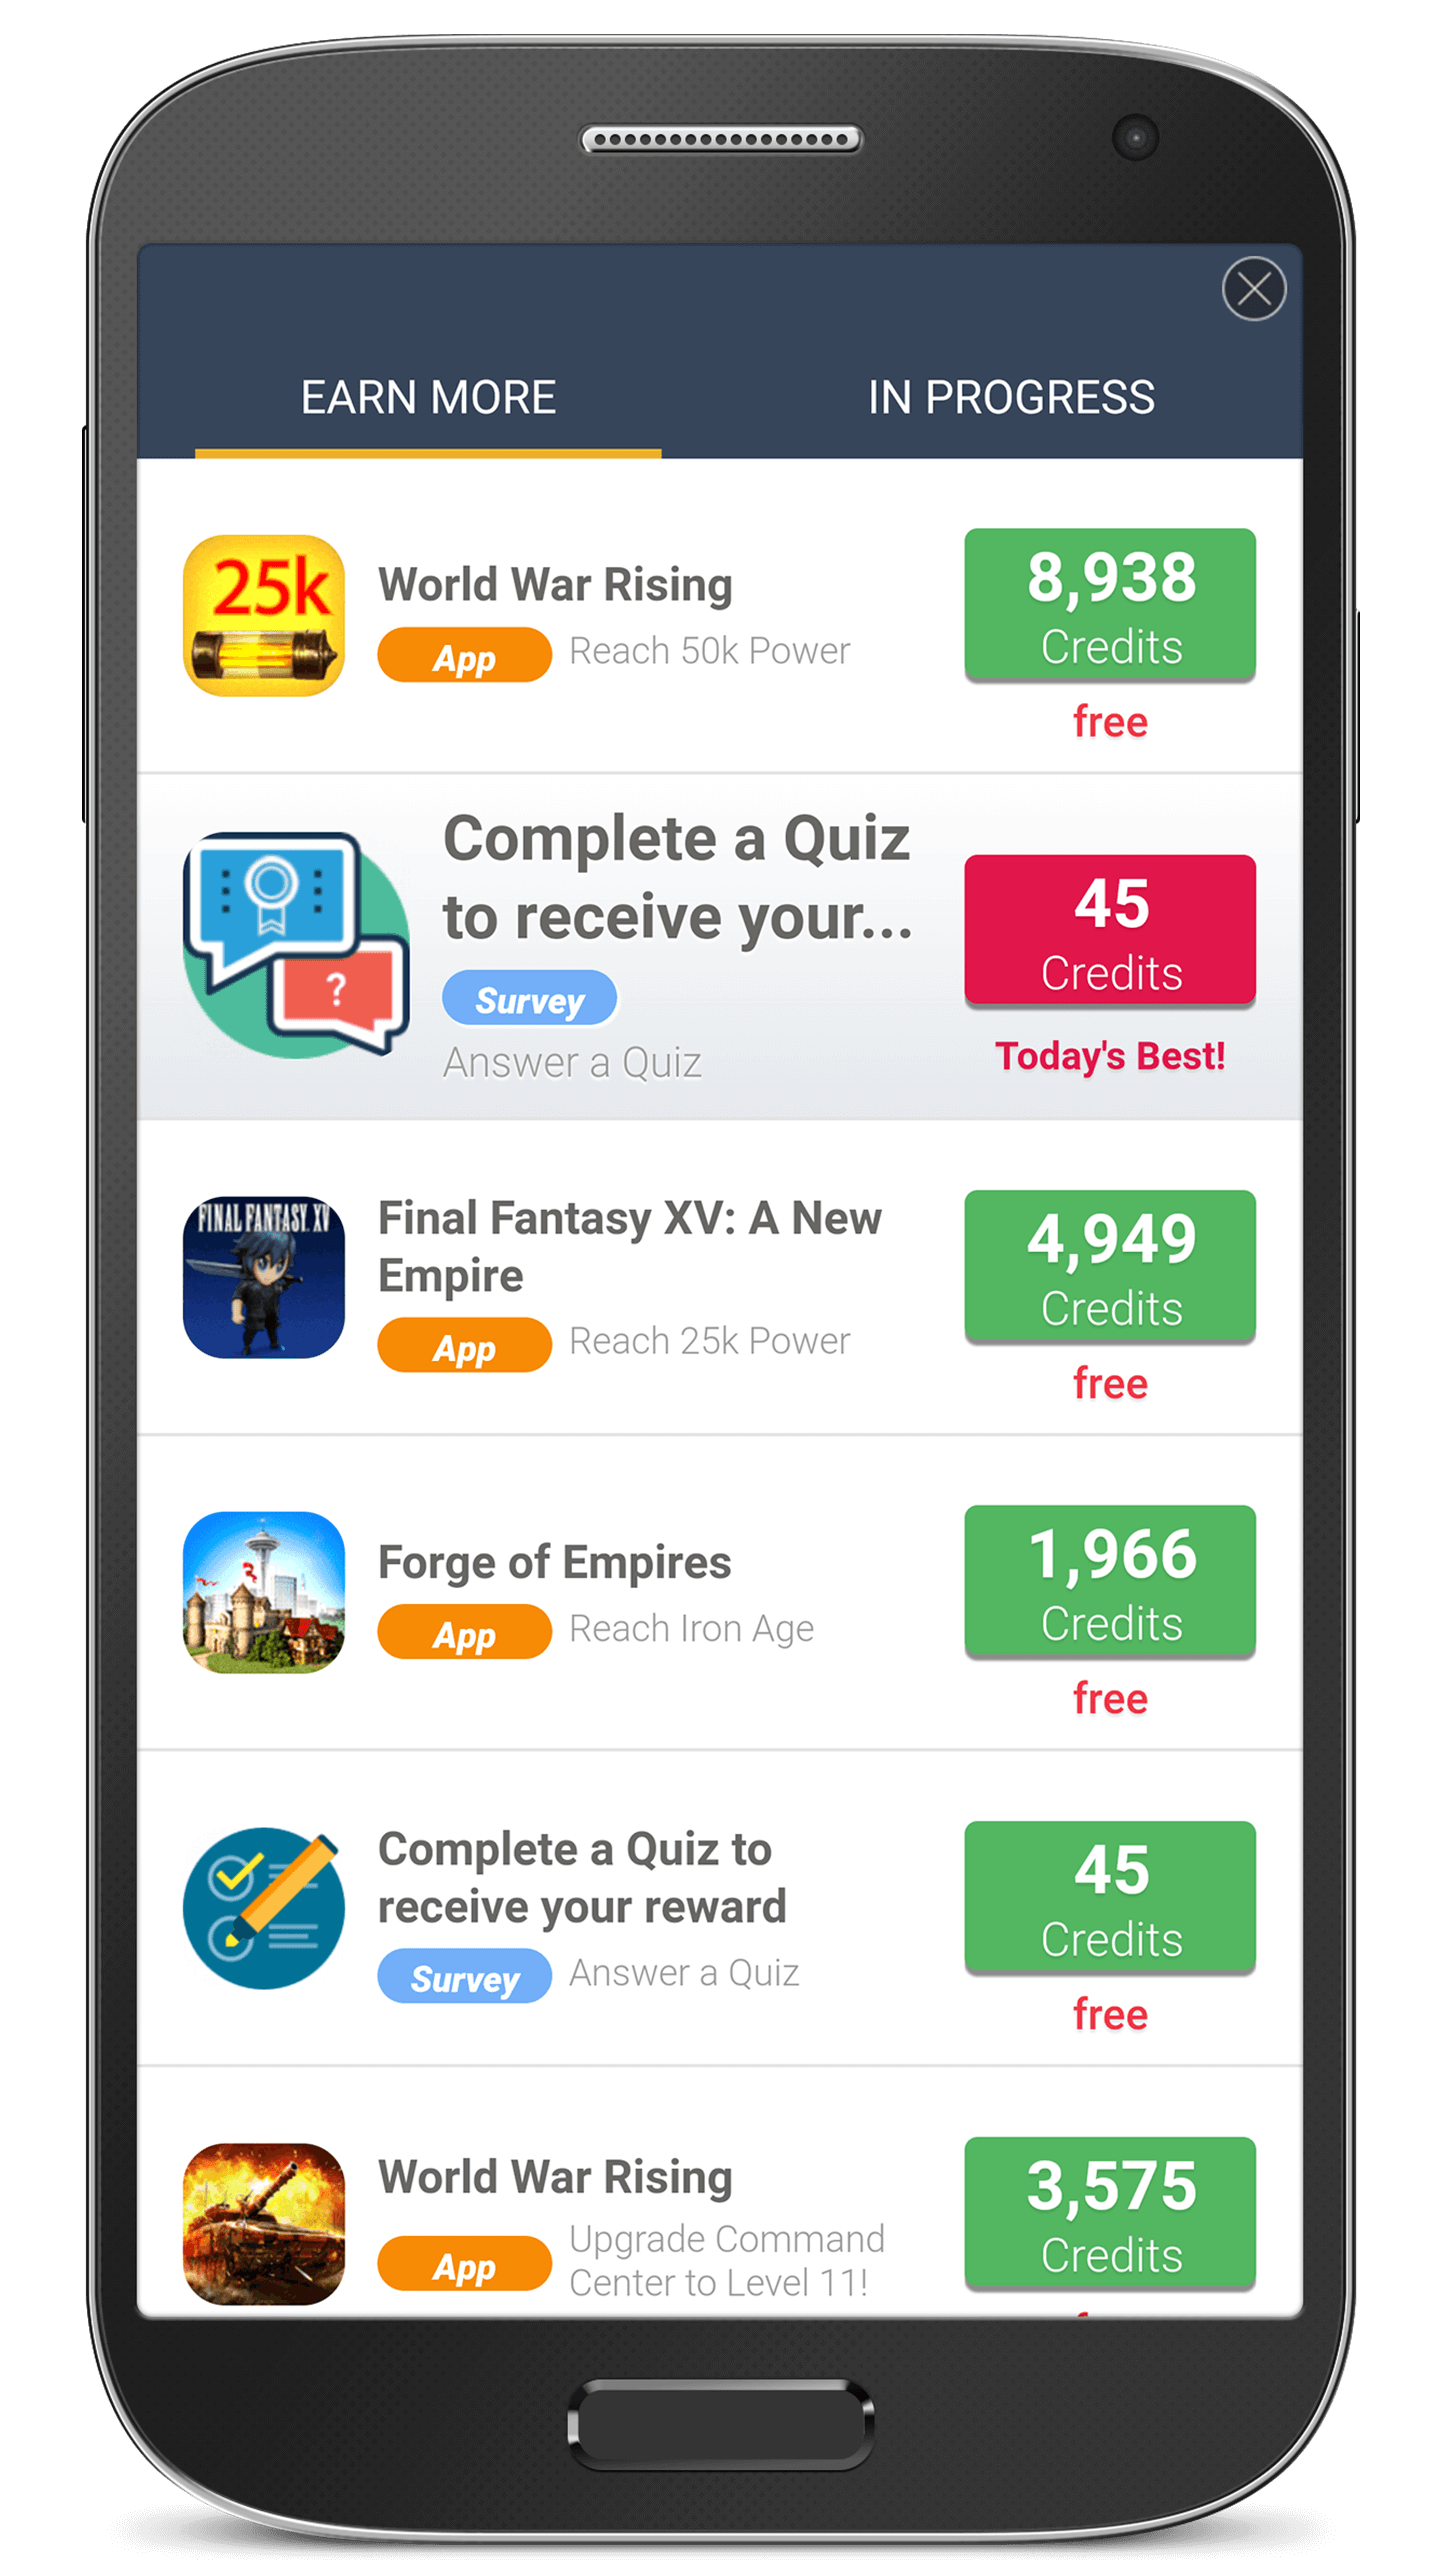 EARN MORE
IN PROGRESS
25k
World War Rising
App
Reach 50k Power
8,938
Credits
free
Complete a Quiz
to receive your...
?
Survey
Answer a Quiz
45
Credits
Today's Best!
FINAL FANTASY XV
Final Fantasy XV: A New
Empire
App
Reach 25k Power
4,949
Credits
free
Forge of Empires
App
Reach Iron Age
1,966
Credits
free
Complete a Quiz to
receive your reward
Survey
Answer a Quiz
45
Credits
free
World War Rising
App
Upgrade Command
Center to Level 11!
3,575
Credits